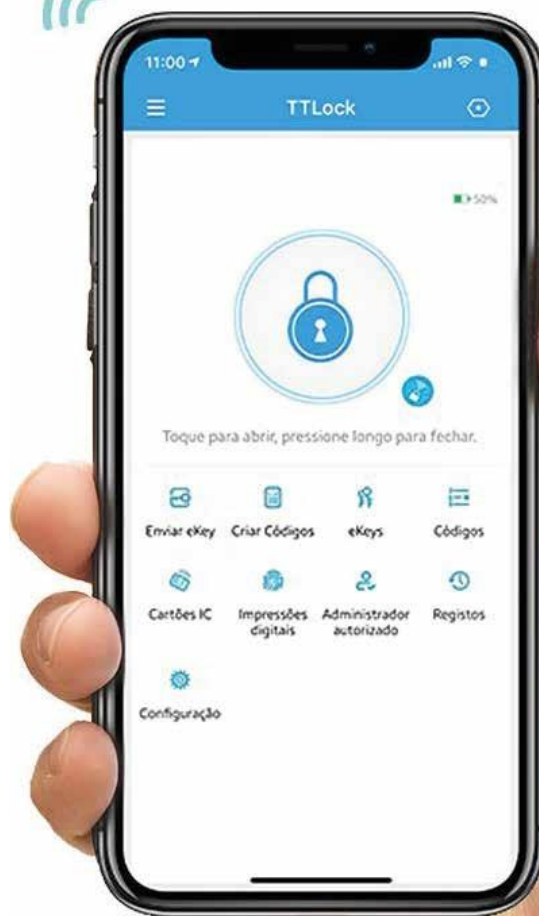 11:00
TTLock
50%
Toque para abrir, pressione longo para fechar.
Enviar eKey Criar Códigos eKeys Códigos
Cartões IC Impressões digitais Administrador autorizado Registos
Configuração